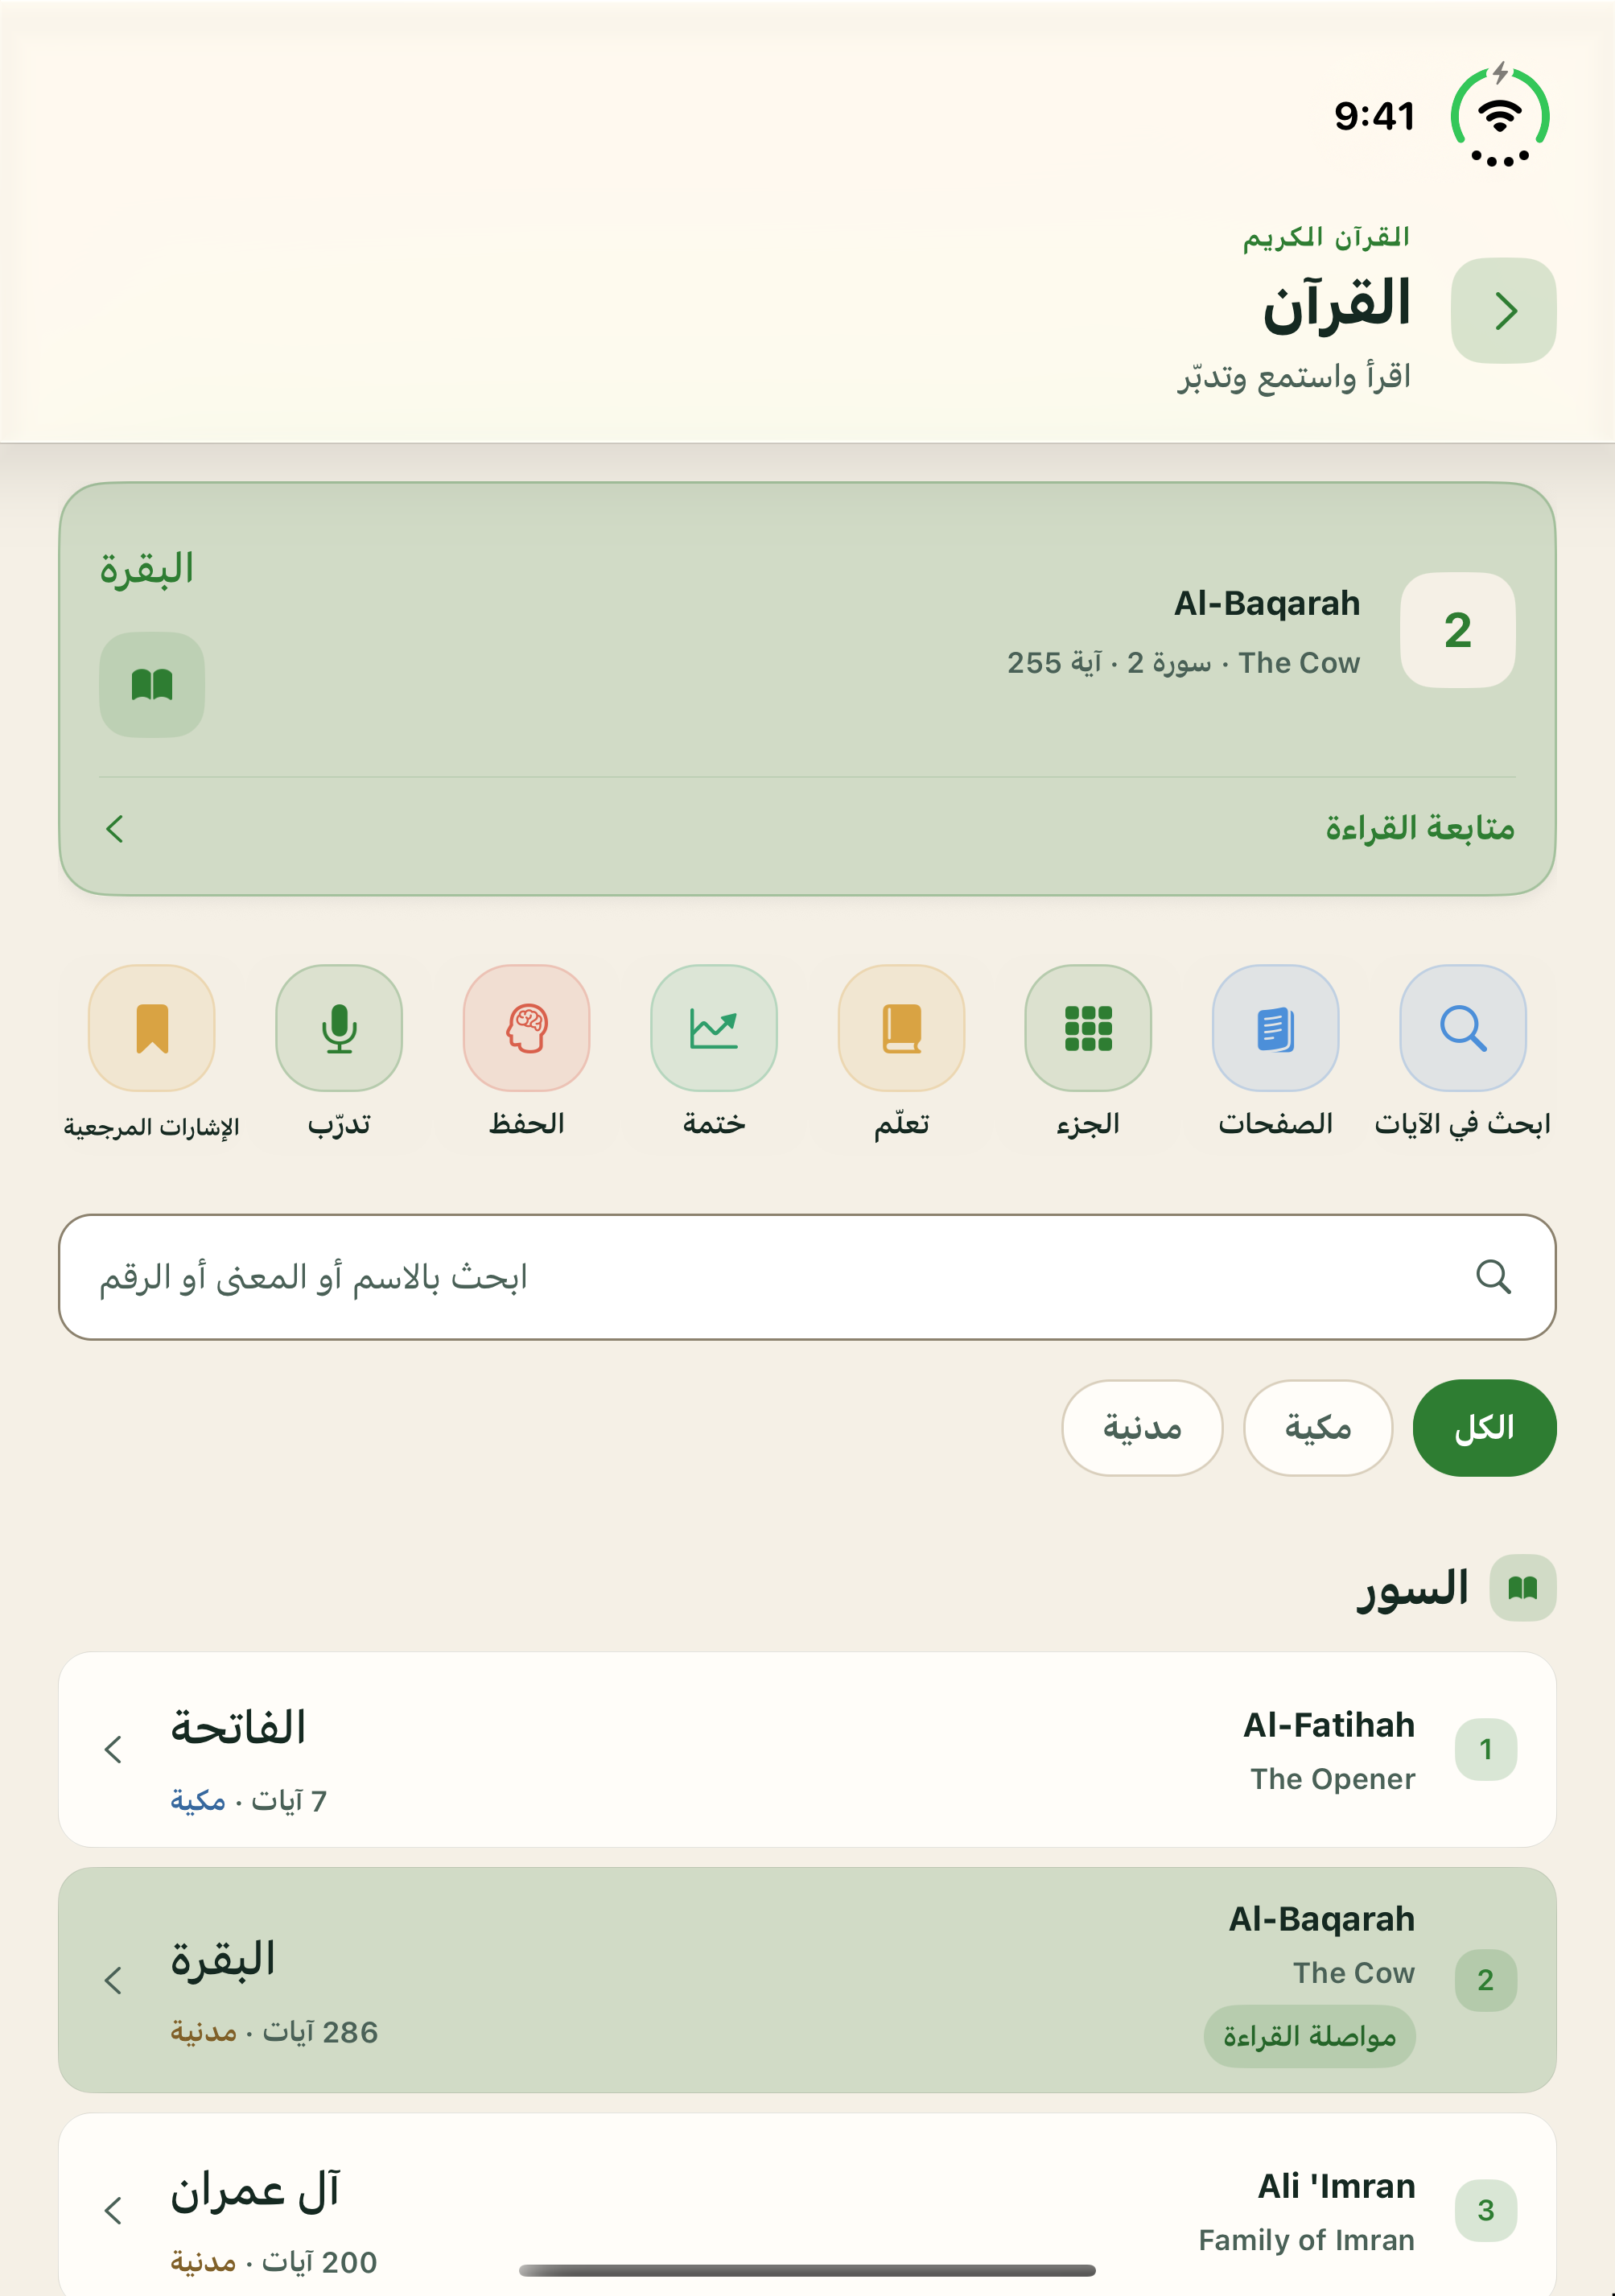 9:41
القرآن الكريم
القرآن
اقرأ واستمع وتدبّر
2
Al-Baqarah
The Cow · سورة 2 · آية 255
البقرة
متابعة القراءة
ابحث في الآيات
الصفحات
الجزء
تعلّم
ختمة
الحفظ
تدرّب
الإشارات المرجعية
ابحث بالاسم أو المعنى أو الرقم
الكل
مكية
مدنية
السور
1
Al-Fatihah
The Opener
الفاتحة
7 آيات · مكية
2
Al-Baqarah
The Cow
مواصلة القراءة
البقرة
286 آيات · مدنية
3
Ali 'Imran
Family of Imran
آل عمران
200 آيات · مدنية